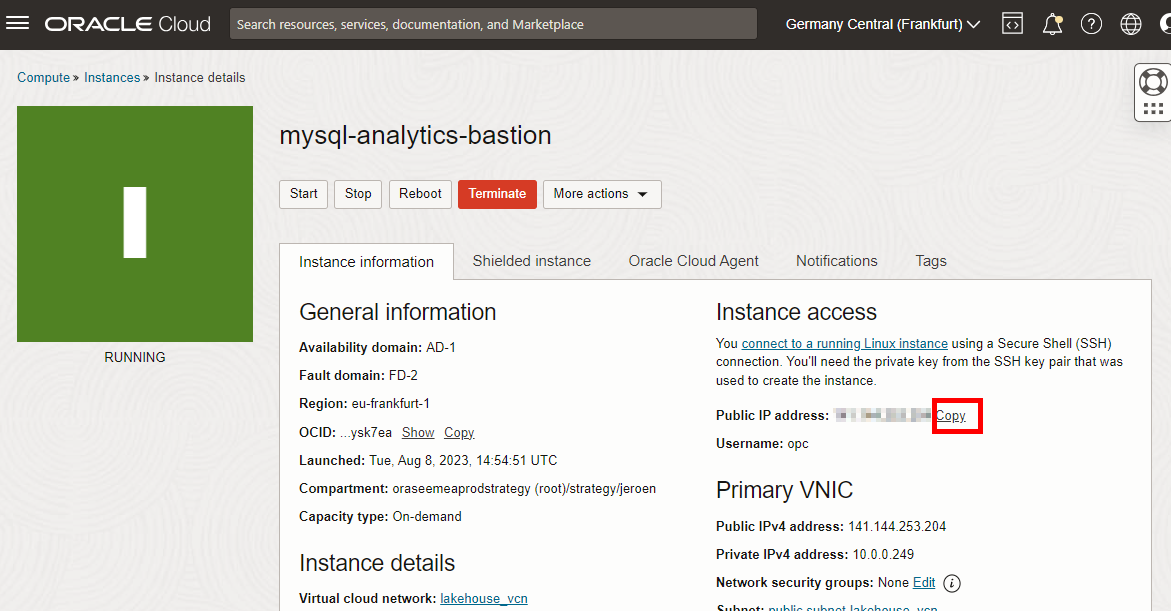 ORACLE Cloud
Search resources, services, documentation, and Marketplace
Germany Central (Frankfurt)
Compute » Instances » Instance details
RUNNING
mysql-analytics-bastion
Start
Stop
Reboot
Terminate
More actions
Instance information
Shielded instance
Oracle Cloud Agent
Notifications
Tags
General information
Availability domain: AD-1
Fault domain: FD-2
Region: eu-frankfurt-1
OCID: ...ysk7ea Show Copy
Launched: Tue, Aug 8, 2023, 14:54:51 UTC
Compartment: oraseemeaprodstrategy (root)/strategy/jeroen
Capacity type: On-demand
Instance details
Virtual cloud network: lakehouse_vcn
Instance access
You connect to a running Linux instance using a Secure Shell (SSH)
connection. You'll need the private key from the SSH key pair that was
used to create the instance.
Public IP address: Copy
Username: opc
Primary VNIC
Public IPv4 address: 141.144.253.204
Private IPv4 address: 10.0.0.249
Network security groups: None Edit
Subnet: public subnet-lakehouse_vcn